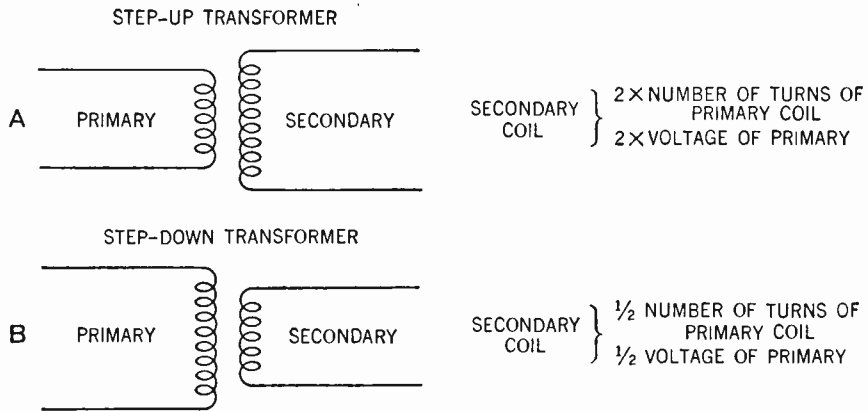 STEP-UP TRANSFORMER
A
PRIMARY
SECONDARY
SECONDARY
COIL
2×NUMBER OF TURNS OF
PRIMARY COIL
2×VOLTAGE OF PRIMARY
STEP-DOWN TRANSFORMER
B
PRIMARY
SECONDARY
SECONDARY
COIL
½ NUMBER OF TURNS OF
PRIMARY COIL
½ VOLTAGE OF PRIMARY